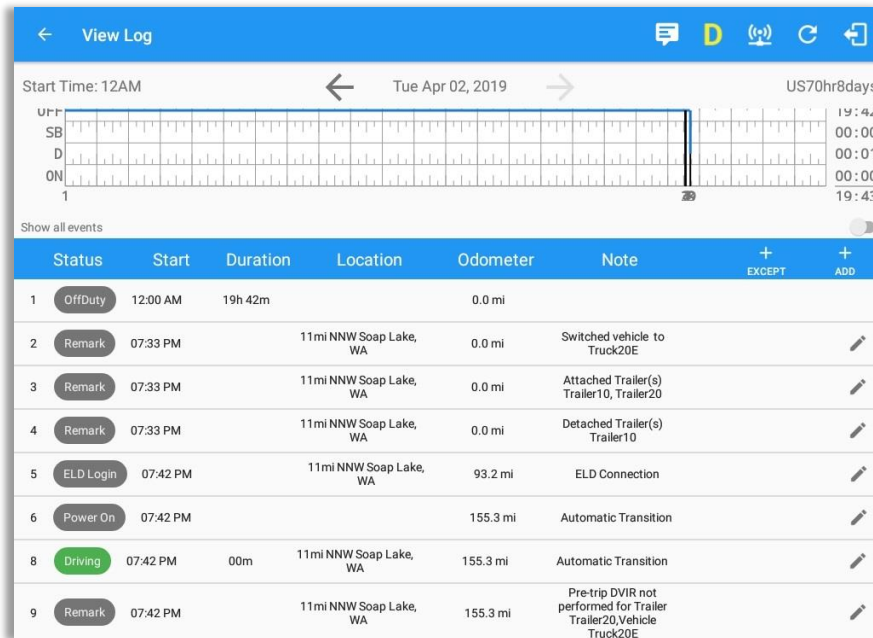 View Log
D
Start Time: 12AM
Tue Apr 02, 2019
US70hr8days
OFF
19:42
SB
00:00
D
00:01
ON
00:00
1
19:43
Show all events
Status Start Duration Location Odometer Note + EXCEPT + ADD
1 OffDuty 12:00 AM 19h 42m 0.0 mi
2 Remark 07:33 PM 11mi NNW Soap Lake, WA 0.0 mi Switched vehicle to Truck20E
3 Remark 07:33 PM 11mi NNW Soap Lake, WA 0.0 mi Attached Trailer(s) Trailer10, Trailer20
4 Remark 07:33 PM 11mi NNW Soap Lake, WA 0.0 mi Detached Trailer(s) Trailer10
5 ELD Login 07:42 PM 11mi NNW Soap Lake, WA 93.2 mi ELD Connection
6 Power On 07:42 PM 155.3 mi Automatic Transition
8 Driving 07:42 PM 00m 11mi NNW Soap Lake, WA 155.3 mi Automatic Transition
9 Remark 07:42 PM 11mi NNW Soap Lake, WA 155.3 mi Pre-trip DVIR not performed for Trailer Trailer20,Vehicle Truck20E